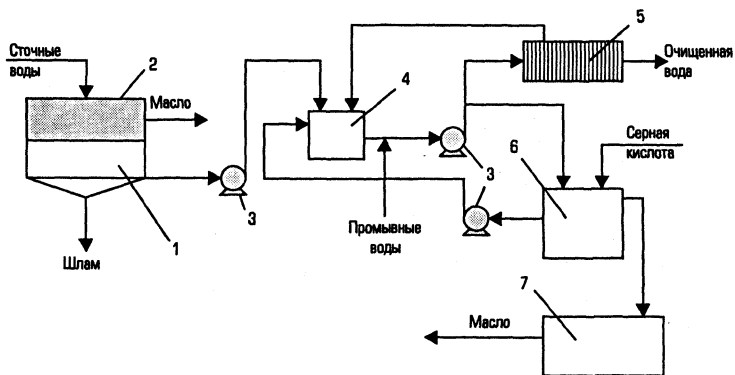 Сточные
воды
2
Масло
1
Шлам
3
4
Промывные
воды
3
3
5
Очищенная
вода
6
Серная
кислота
7
Масло